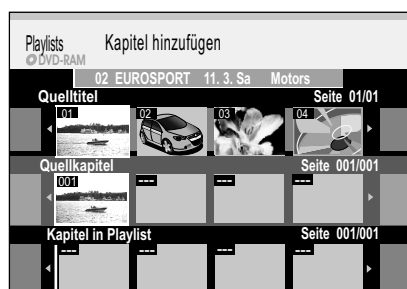 Playlists Kapitel hinzufügen
DVD-RAM
02 EUROSPORT 11. 3. Sa Motors
Quelltitel Seite 01/01
01 02 03 04
Quellkapitel Seite 001/001
001 --- --- ---
Kapitel in Playlist Seite 001/001
--- --- --- ---